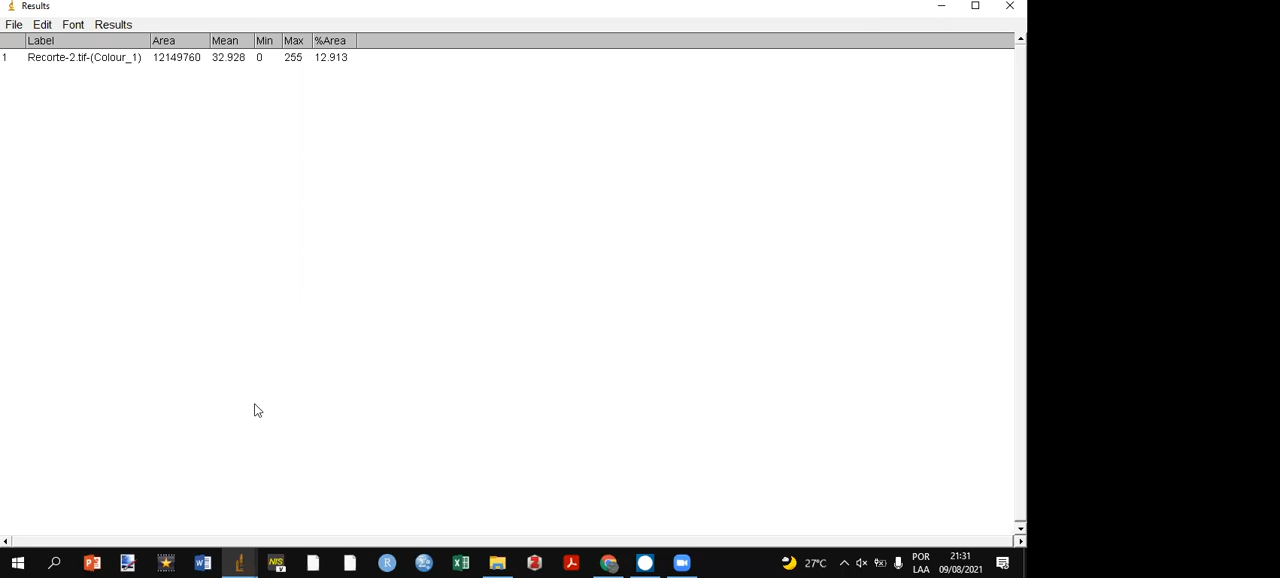 Results
File Edit Font Results
Label Area Mean Min Max %Area
1 Recorte-2.tif-(Colour_1) 12149760 32.928 0 255 12.913
NIS
V
R
27°C
POR
LAA
21:31
09/08/2021